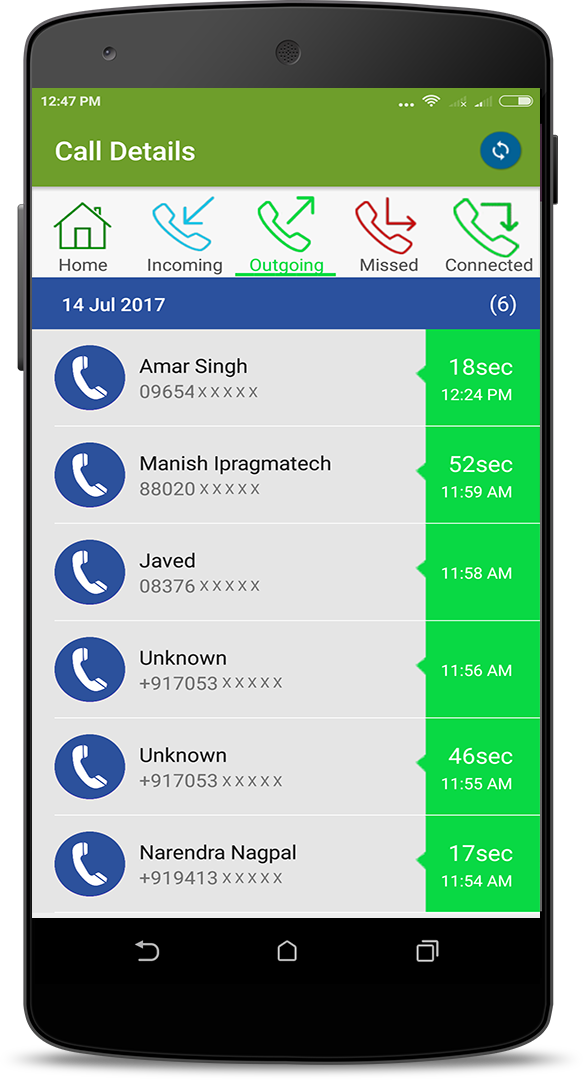 12:47 PM
Call Details
Home Incoming Outgoing Missed Connected
14 Jul 2017 (6)
Amar Singh
09654xxxxx
18sec
12:24 PM
Manish Ipragmatech
88020xxxxx
52sec
11:59 AM
Javed
08376xxxxx
11:58 AM
Unknown
+917053xxxxx
11:56 AM
Unknown
+917053xxxxx
46sec
11:55 AM
Narendra Nagpal
+919413xxxxx
17sec
11:54 AM